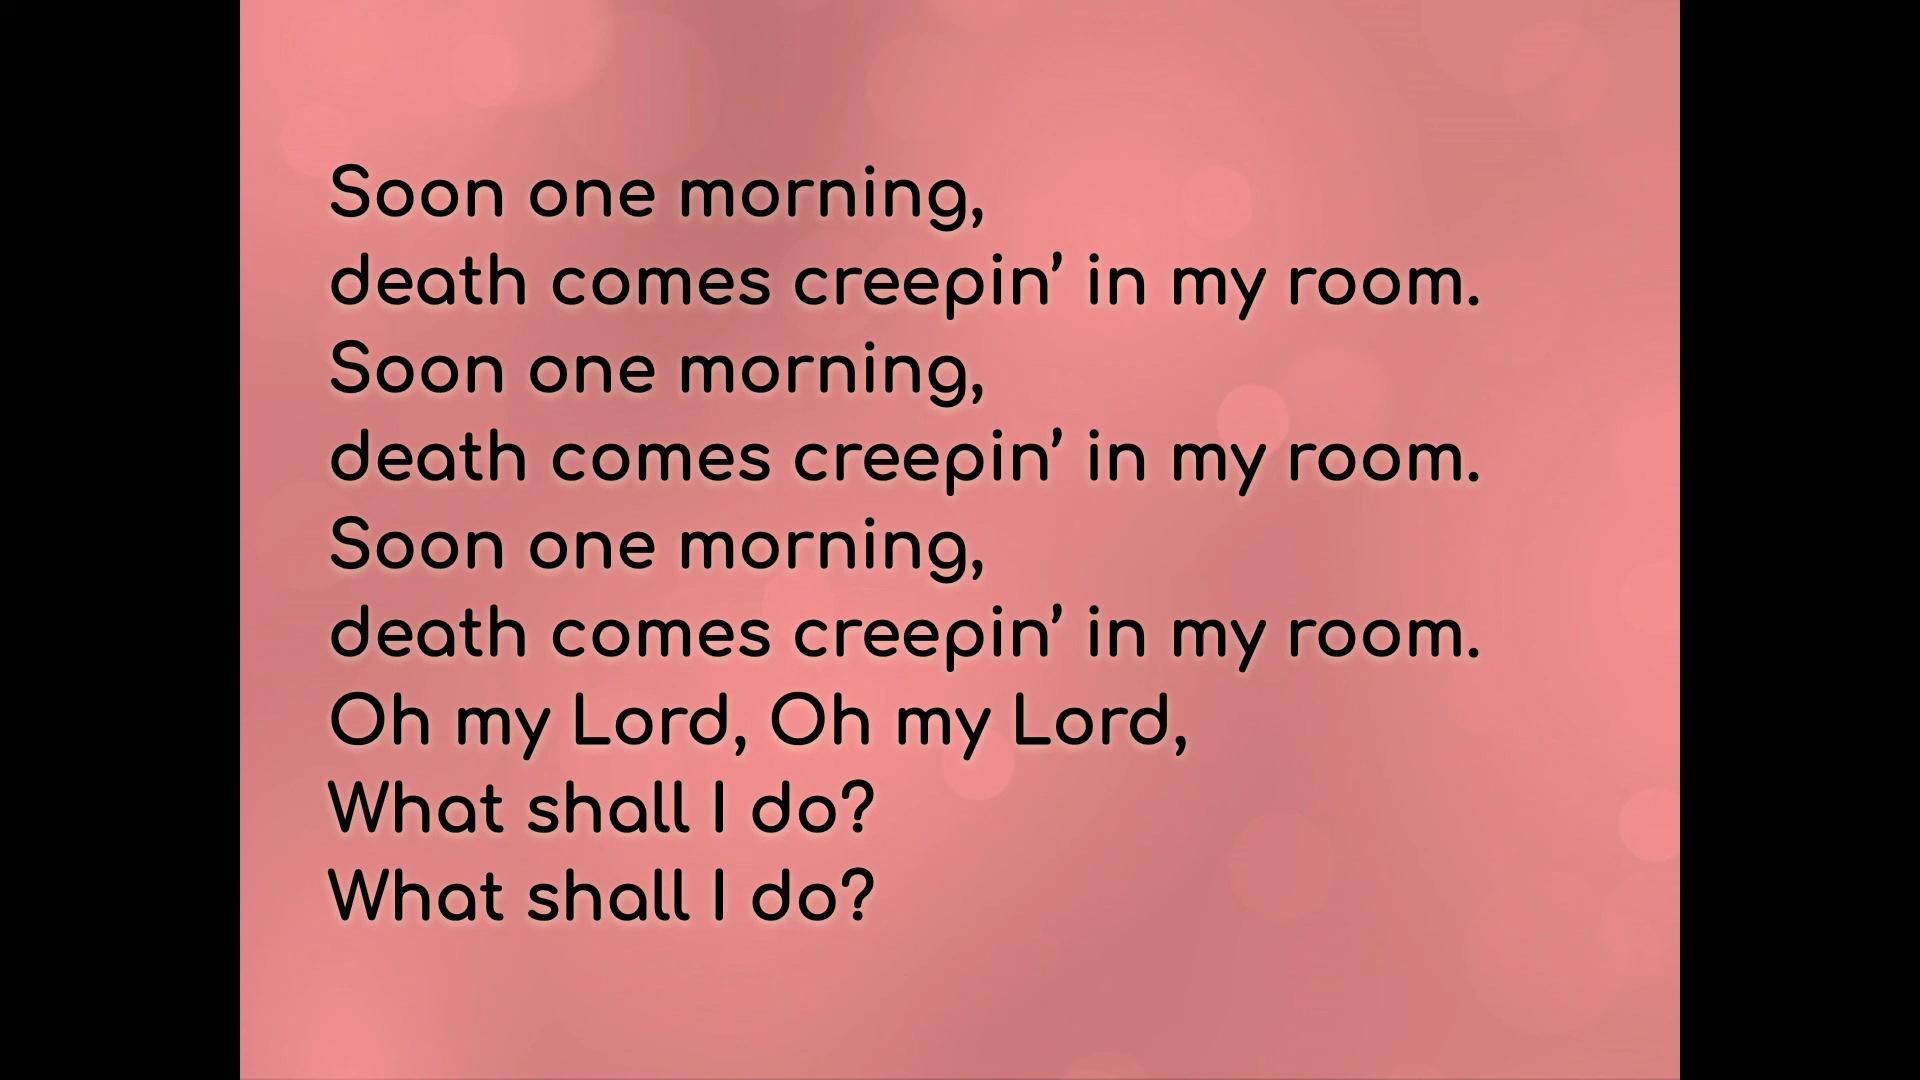 Soon one morning,
death comes creepin’ in my room.
Soon one morning,
death comes creepin’ in my room.
Soon one morning,
death comes creepin’ in my room.
Oh my Lord, Oh my Lord,
What shall I do?
What shall I do?